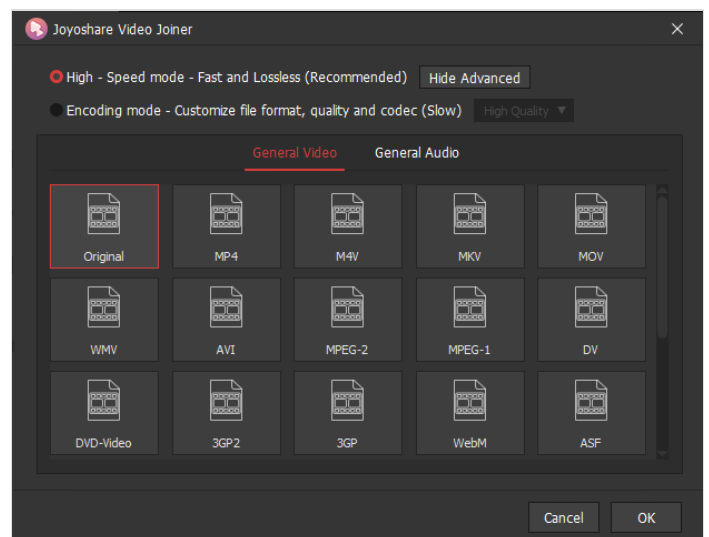 Joyoshare Video Joiner
High - Speed mode - Fast and Lossless (Recommended) Hide Advanced
Encoding mode - Customize file format, quality and codec (Slow) High Quality
General Video General Audio
Original MP4 M4V MKV MOV
WMV AVI MPEG-2 MPEG-1 DV
DVD-Video 3GP2 3GP WebM ASF
Cancel OK